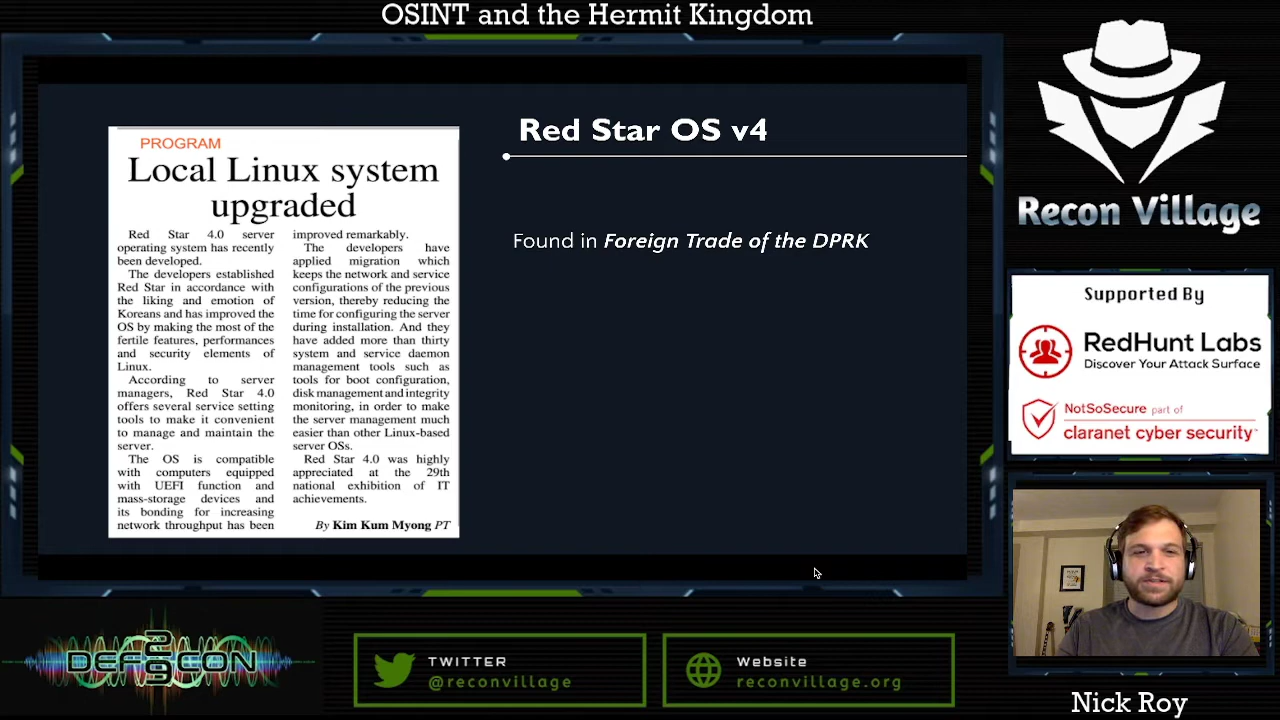 OSINT and the Hermit Kingdom
PROGRAM
Local Linux system
upgraded
Red Star 4.0 server
operating system has recently
been developed.
The developers established
Red Star in accordance with
the liking and emotion of
Koreans and has improved the
OS by making the most of the
fertile features, performances
and security elements of
Linux.
According to server
managers, Red Star 4.0
offers several service setting
tools to make it convenient
to manage and maintain the
server.
The OS is compatible
with computers equipped
with UEFI function and
mass-storage devices and
its bonding for increasing
network throughput has been
improved remarkably.
The developers have
applied migration which
keeps the network and service
configurations of the previous
version, thereby reducing the
time for configuring the server
during installation. And they
have added more than thirty
system and service daemon
management tools such as
tools for boot configuration,
disk management and integrity
monitoring, in order to make
the server management much
easier than other Linux-based
server OSs.
Red Star 4.0 was highly
appreciated at the 29th
national exhibition of IT
achievements.
By Kim Kum Myong PT
Red Star OS v4
Found in Foreign Trade of the DPRK
Recon Village
Supported By
RedHunt Labs
Discover Your Attack Surface
NotSoSecure part of
claranet cyber security
Nick Roy
DEFCON
29
TWITTER
@reconvillage
Website
reconvillage.org